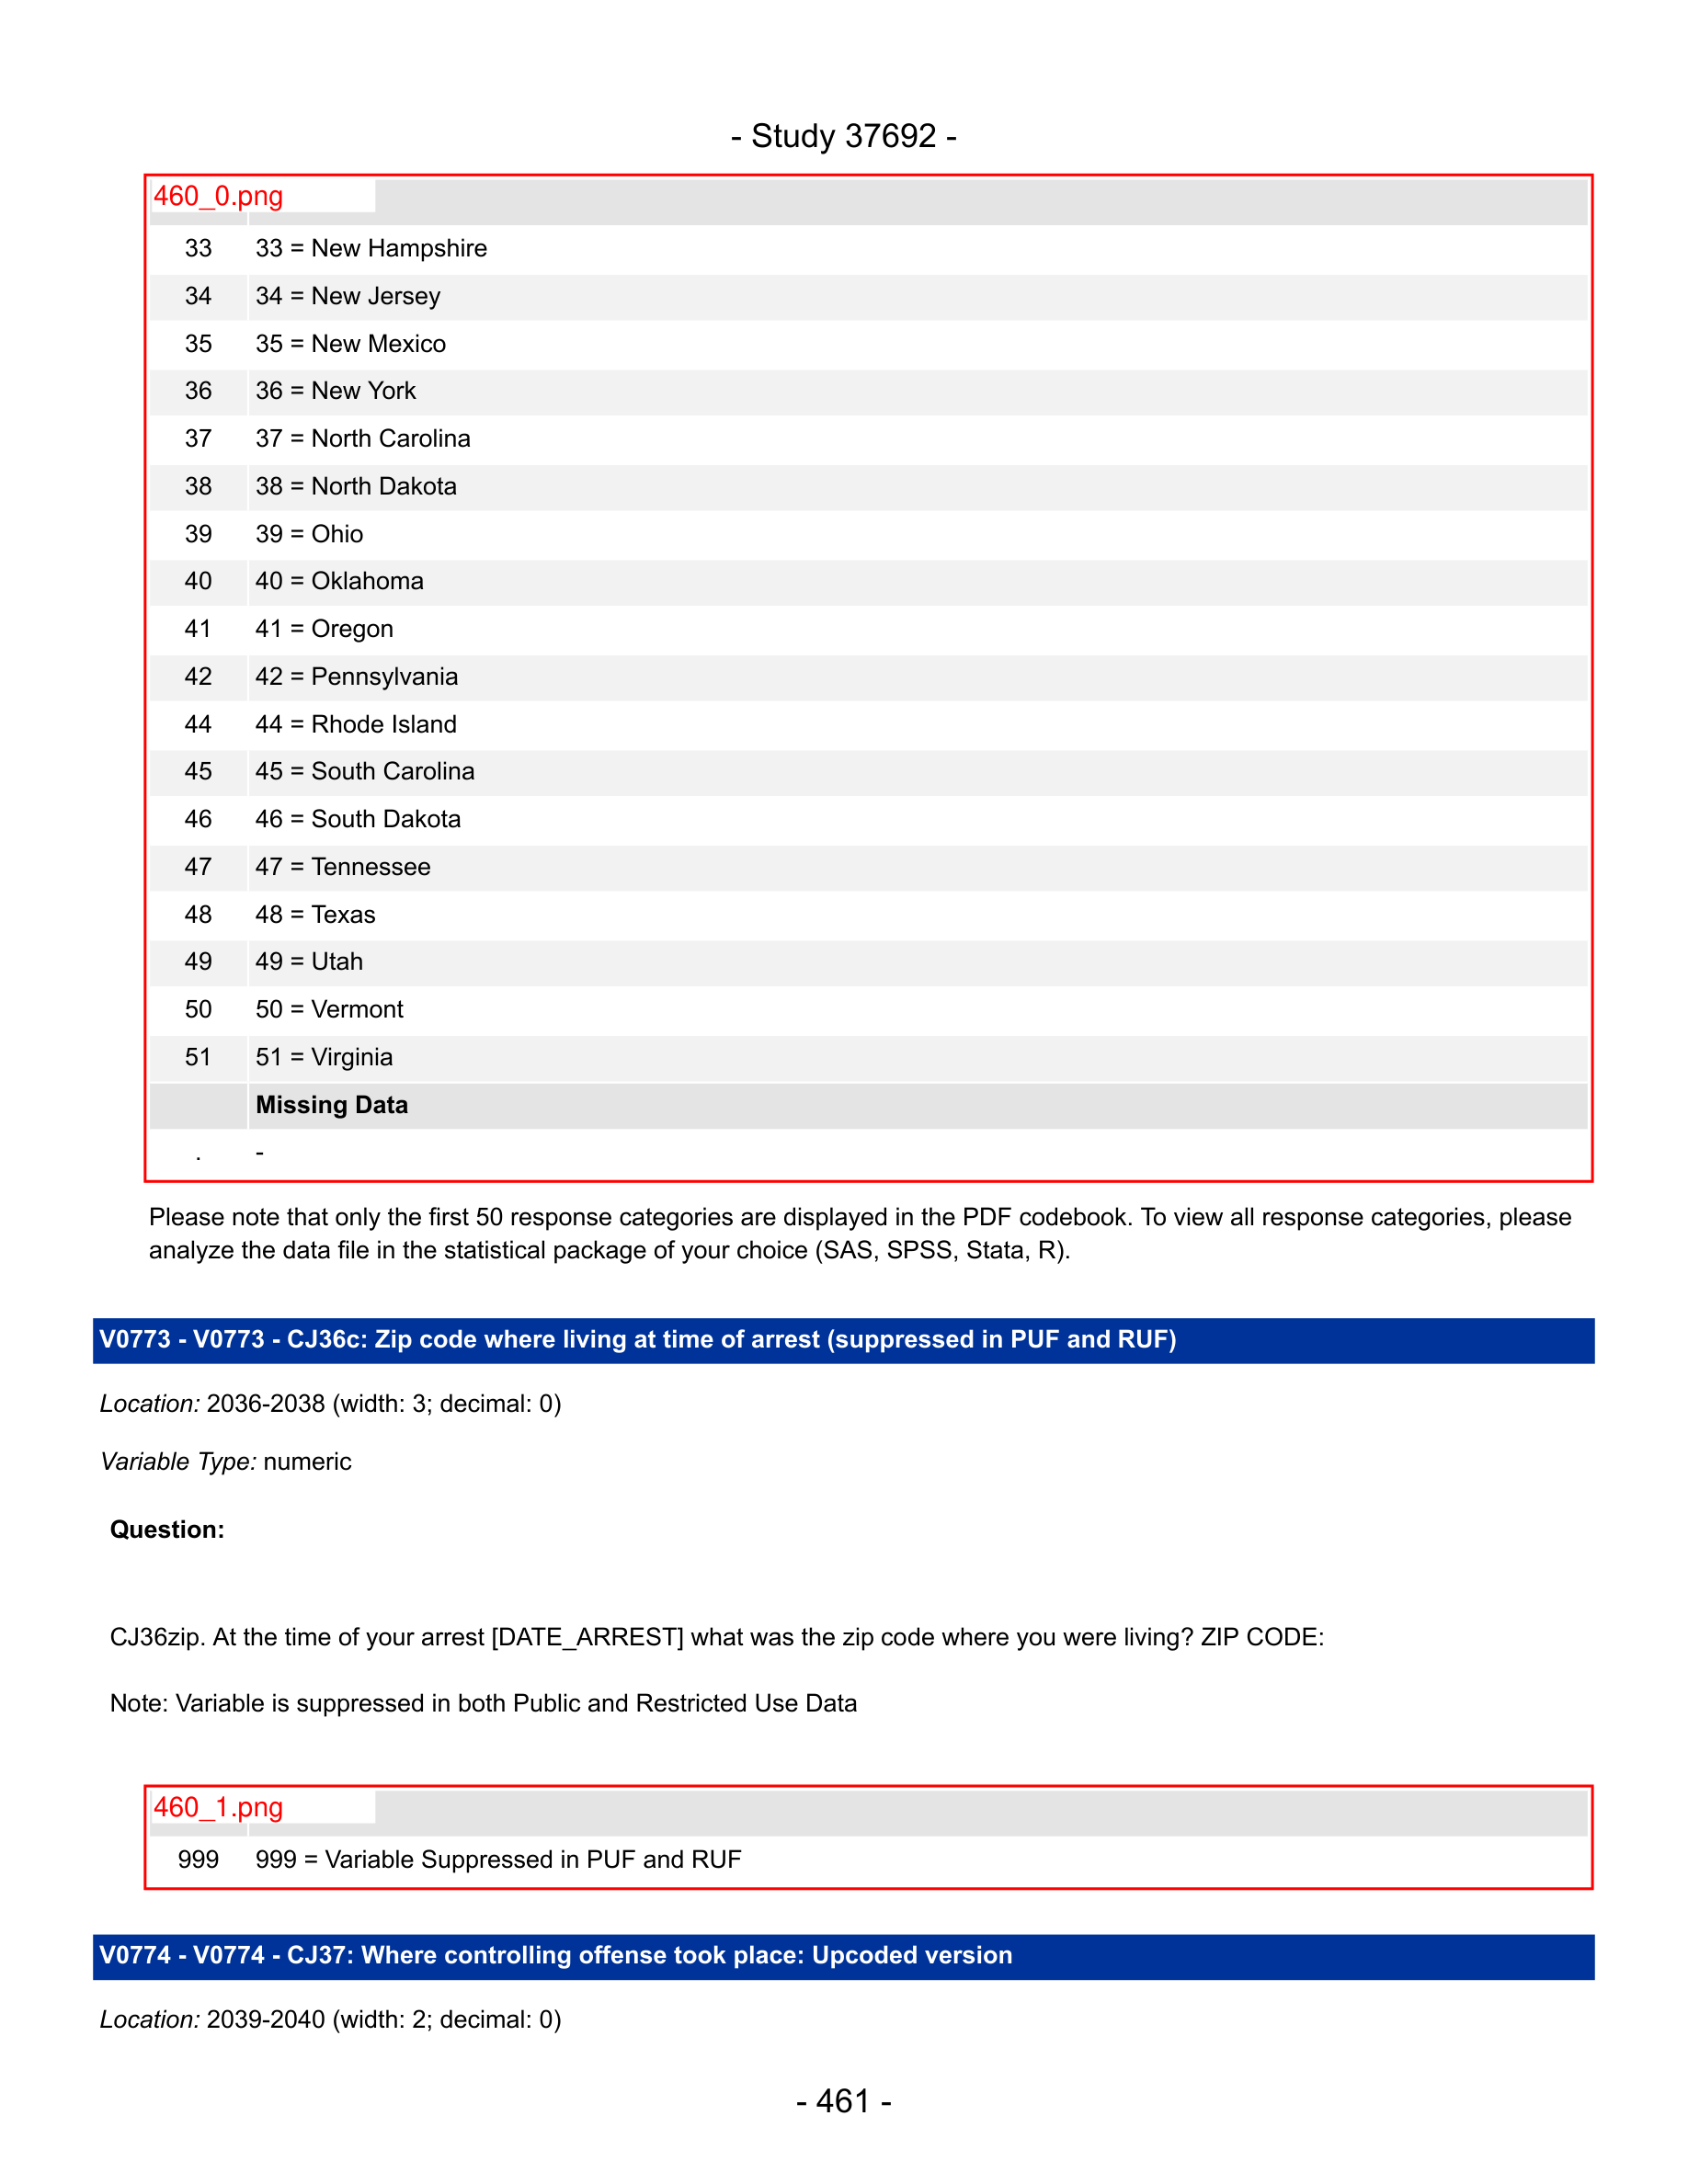 - Study 37692 -
460_0.png
33 33 = New Hampshire
34 34 = New Jersey
35 35 = New Mexico
36 36 = New York
37 37 = North Carolina
38 38 = North Dakota
39 39 = Ohio
40 40 = Oklahoma
41 41 = Oregon
42 42 = Pennsylvania
44 44 = Rhode Island
45 45 = South Carolina
46 46 = South Dakota
47 47 = Tennessee
48 48 = Texas
49 49 = Utah
50 50 = Vermont
51 51 = Virginia
Missing Data
. -
Please note that only the first 50 response categories are displayed in the PDF codebook. To view all response categories, please
analyze the data file in the statistical package of your choice (SAS, SPSS, Stata, R).
V0773 - V0773 - CJ36c: Zip code where living at time of arrest (suppressed in PUF and RUF)
Location: 2036-2038 (width: 3; decimal: 0)
Variable Type: numeric
Question:
CJ36zip. At the time of your arrest [DATE_ARREST] what was the zip code where you were living? ZIP CODE:
Note: Variable is suppressed in both Public and Restricted Use Data
460_1.png
999 999 = Variable Suppressed in PUF and RUF
V0774 - V0774 - CJ37: Where controlling offense took place: Upcoded version
Location: 2039-2040 (width: 2; decimal: 0)
- 461 -